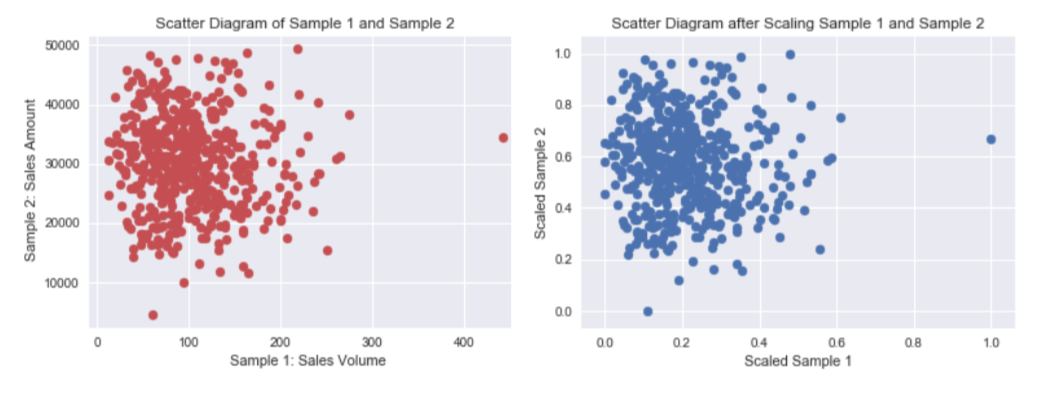 Scatter Diagram of Sample 1 and Sample 2
50000
40000
30000
20000
10000
Sample 2: Sales Amount
0 100 200 300 400
Sample 1: Sales Volume
Scatter Diagram after Scaling Sample 1 and Sample 2
1.0
0.8
0.6
0.4
0.2
0.0
Scaled Sample 2
0.0 0.2 0.4 0.6 0.8 1.0
Scaled Sample 1